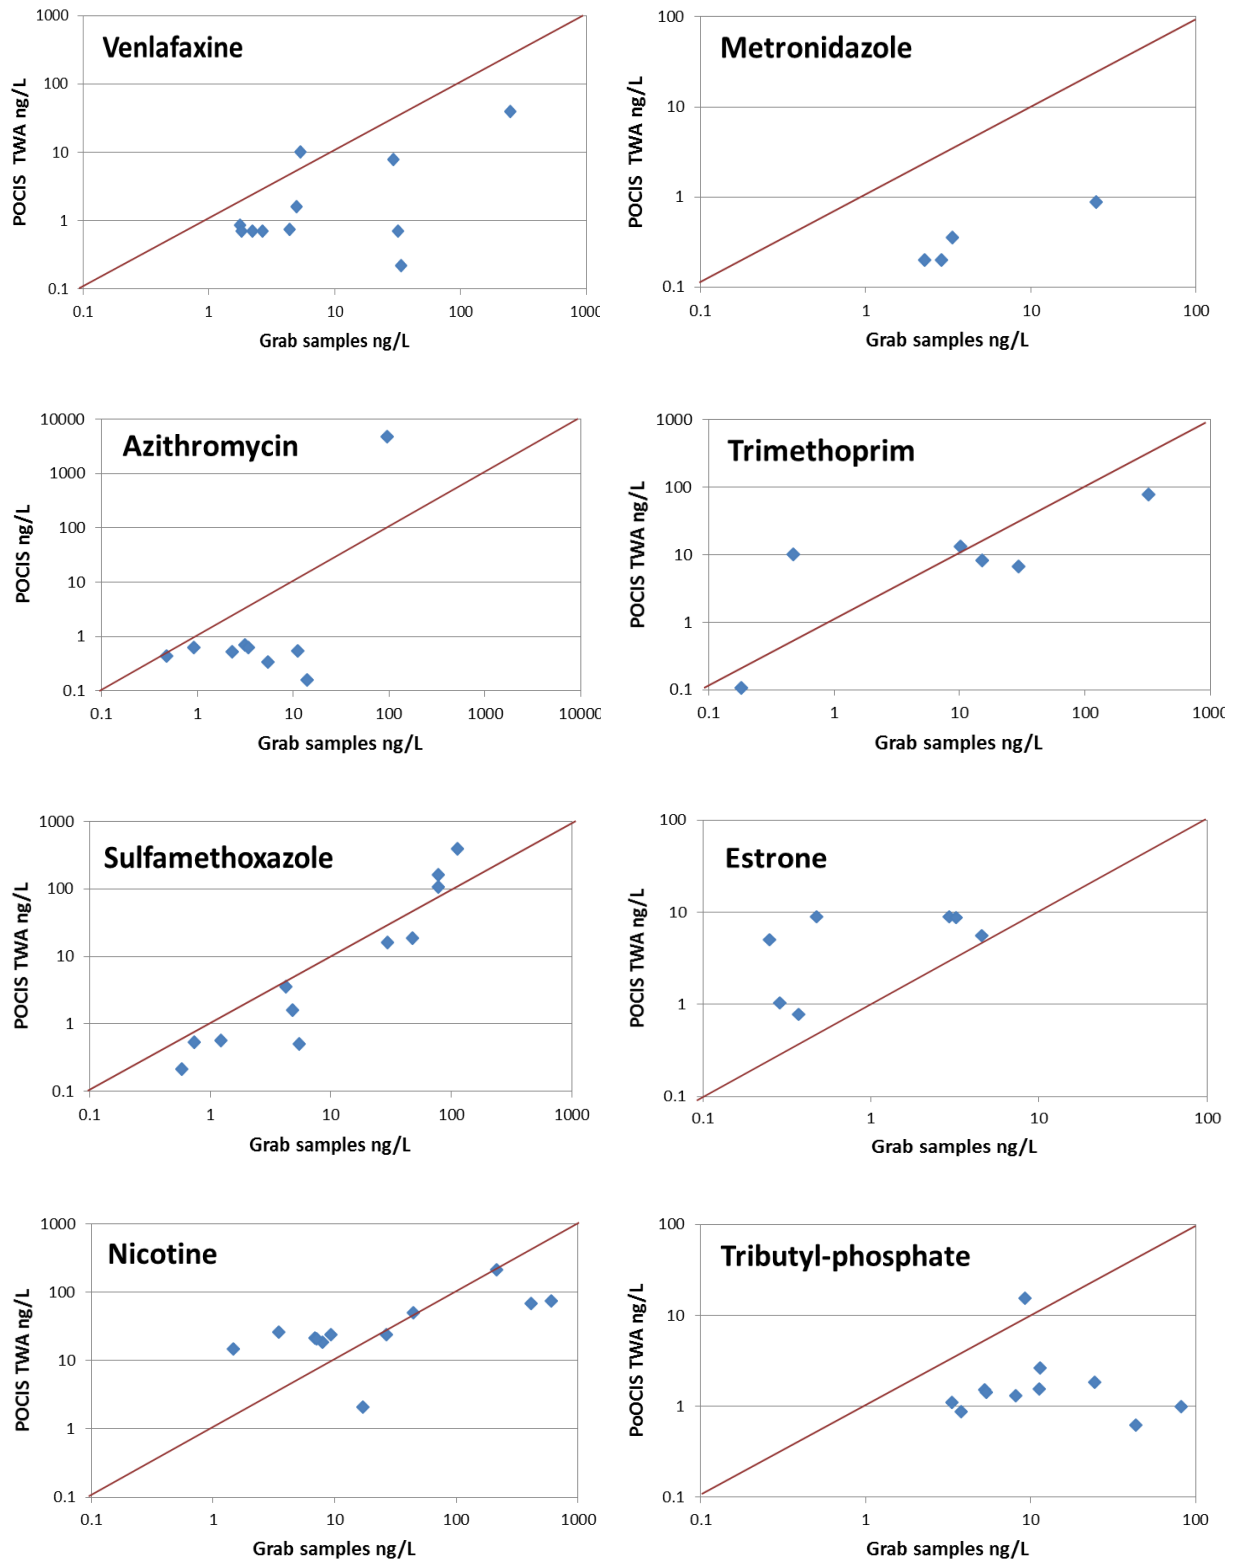 Venlafaxine
POCIS TWA ng/L
1000
100
10
1
0.1
0.1 1 10 100 1000
Grab samples ng/L
Metronidazole
POCIS TWA ng/L
100
10
1
0.1
0.1 1 10 100
Grab samples ng/L
Azithromycin
POCIS ng/L
10000
1000
100
10
1
0.1
0.1 1 10 100 1000 10000
Grab samples ng/L
Trimethoprim
POCIS TWA ng/L
1000
100
10
1
0.1
0.1 1 10 100 1000
Grab samples ng/L
Sulfamethoxazole
POCIS TWA ng/L
1000
100
10
1
0.1
0.1 1 10 100 1000
Grab samples ng/L
Estrone
POCIS TWA ng/L
100
10
1
0.1
0.1 1 10 100
Grab samples ng/L
Nicotine
POCIS TWA ng/L
1000
100
10
1
0.1
0.1 1 10 100 1000
Grab samples ng/L
Tributyl-phosphate
PoOCIS TWA ng/L
100
10
1
0.1
0.1 1 10 100
Grab samples ng/L